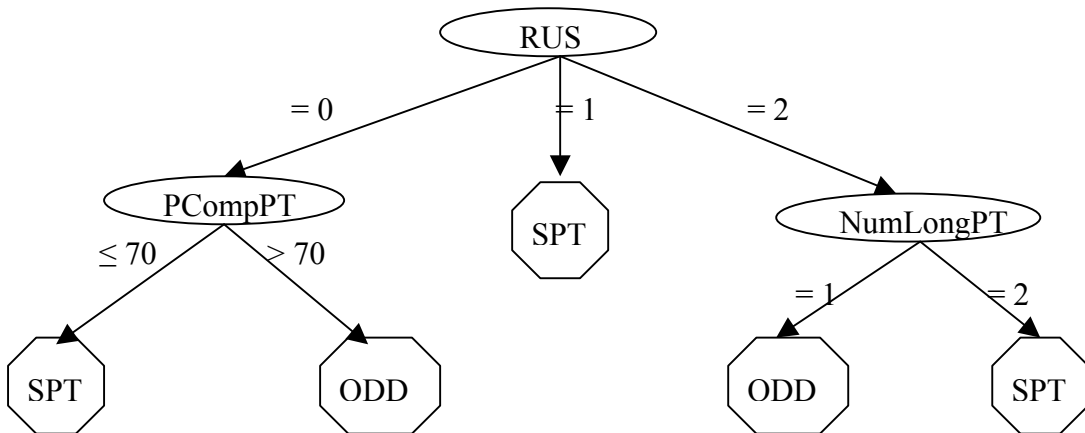 RUS
= 0
= 1
= 2
PCompPT
SPT
NumLongPT
≤ 70
> 70
= 1
= 2
SPT
ODD
ODD
SPT